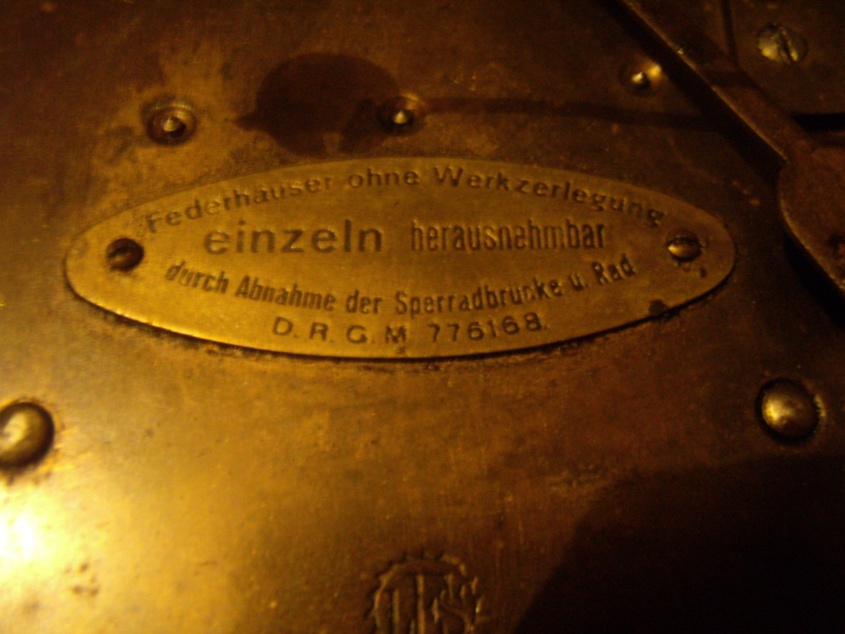 Federhäuser ohne Werkzerlegung
einzeln herausnehmbar
durch Abnahme der Sperradbrücke u. Rad
D. R. G. M 776168.